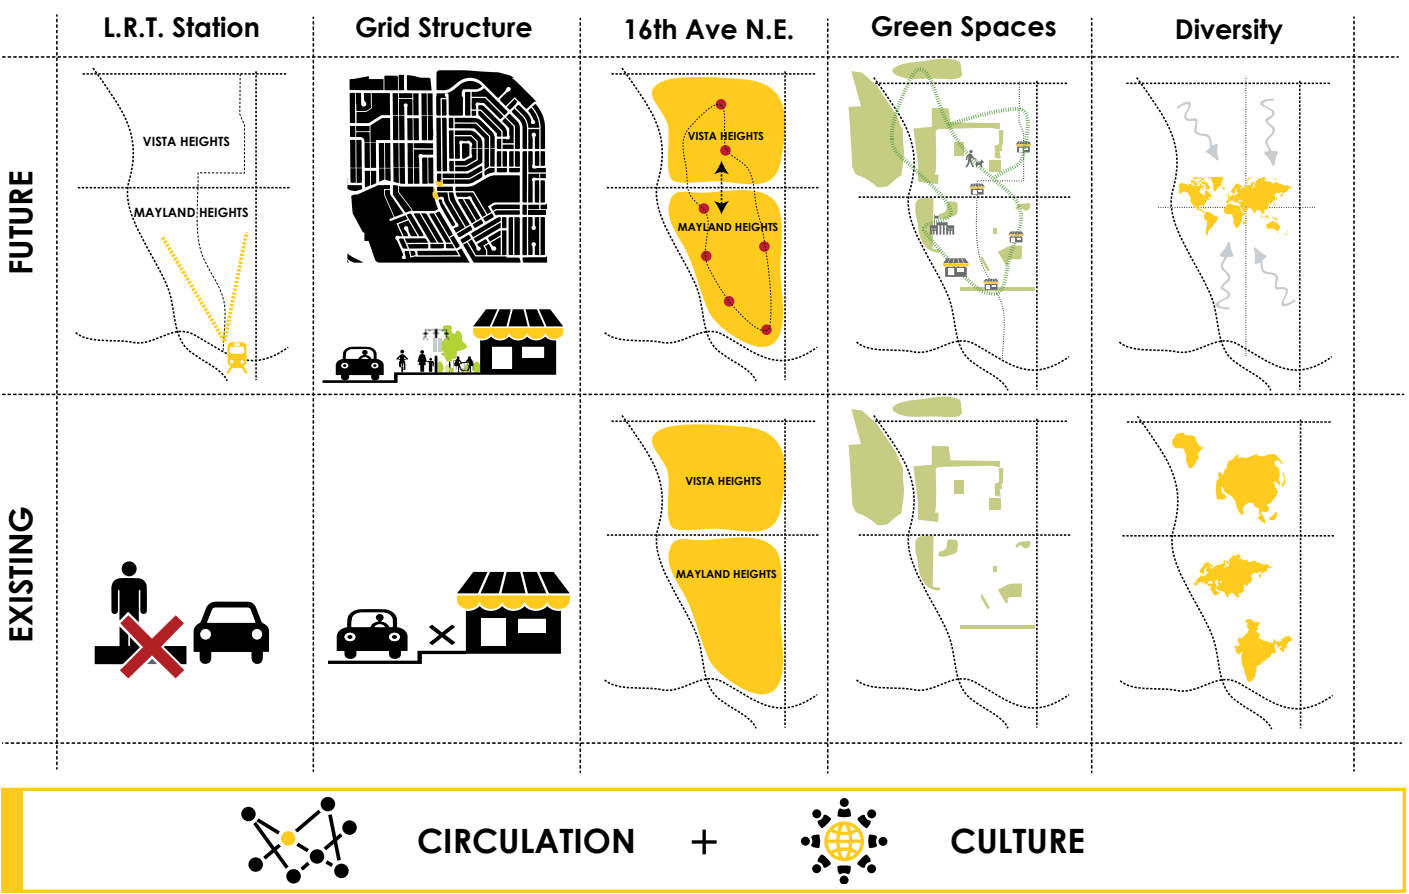 L.R.T. Station
Grid Structure
16th Ave N.E.
Green Spaces
Diversity
FUTURE
VISTA HEIGHTS
MAYLAND HEIGHTS
VISTA HEIGHTS
MAYLAND HEIGHTS
EXISTING
VISTA HEIGHTS
MAYLAND HEIGHTS
CIRCULATION + CULTURE